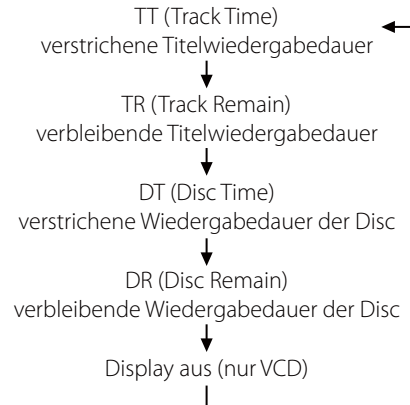 TT (Track Time)
verstrichene Titelwiedergabedauer
TR (Track Remain)
verbleibende Titelwiedergabedauer
DT (Disc Time)
verstrichene Wiedergabedauer der Disc
DR (Disc Remain)
verbleibende Wiedergabedauer der Disc
Display aus (nur VCD)